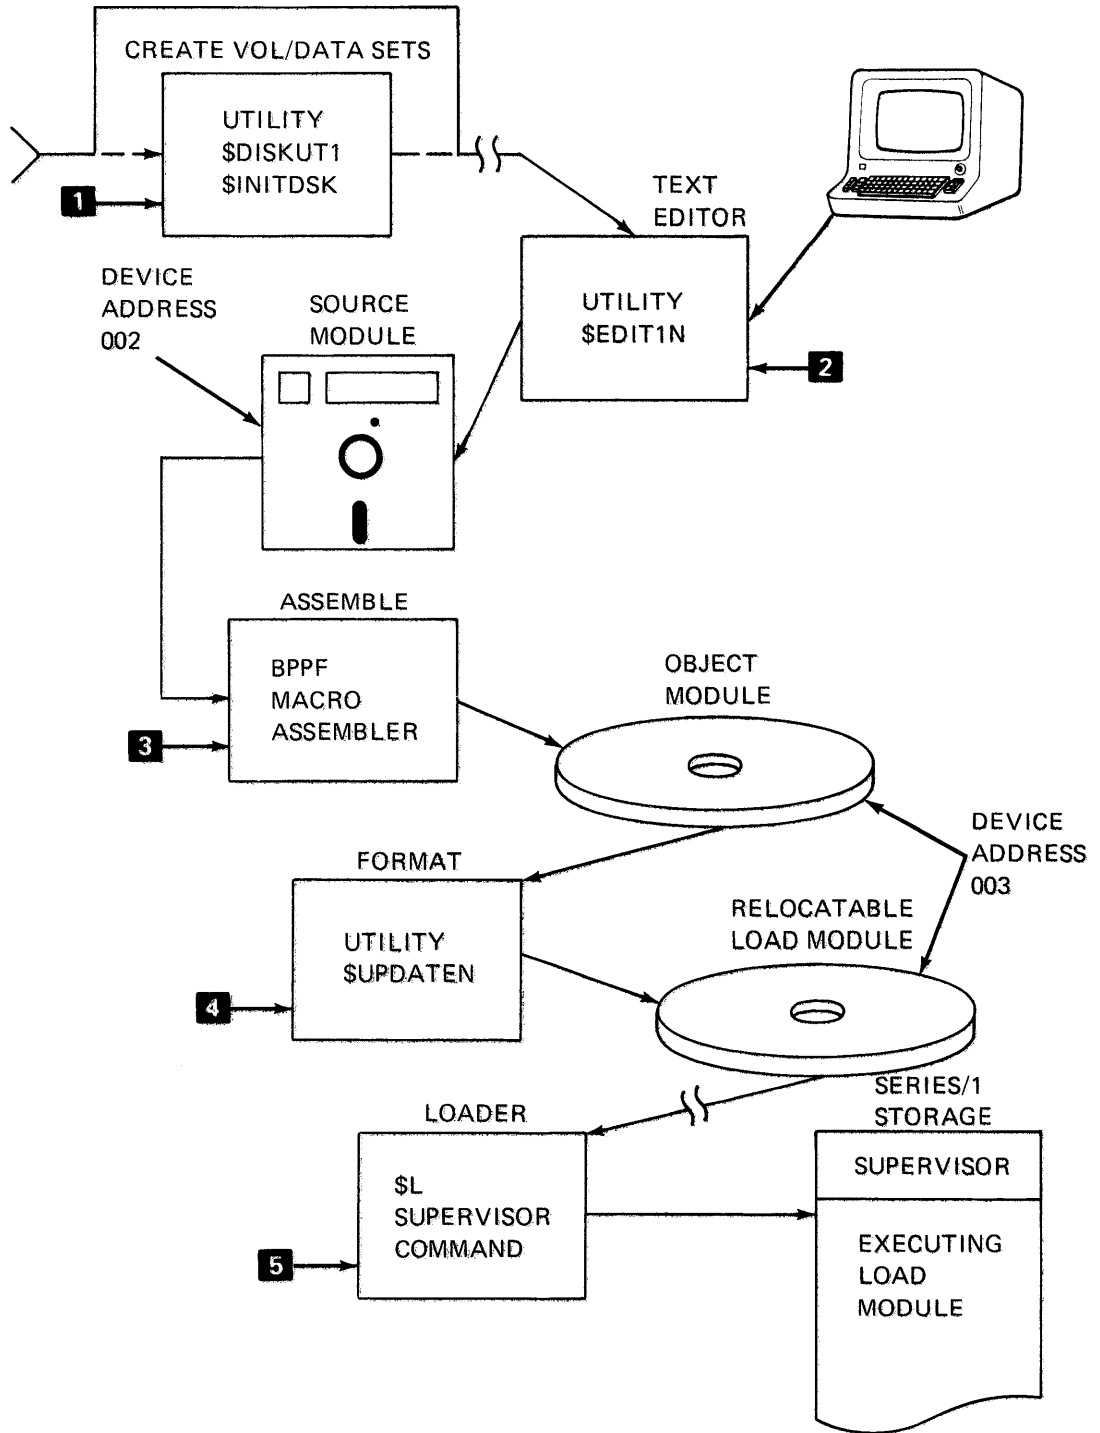 CREATE VOL/DATA SETS
UTILITY
$DISKUT1
$INITDSK
1
TEXT
EDITOR
UTILITY
$EDIT1N
2
DEVICE
ADDRESS
002
SOURCE
MODULE
ASSEMBLE
BPPF
MACRO
ASSEMBLER
3
OBJECT
MODULE
DEVICE
ADDRESS
003
FORMAT
UTILITY
$UPDATEN
4
RELOCATABLE
LOAD MODULE
LOADER
$L
SUPERVISOR
COMMAND
5
SERIES/1
STORAGE
SUPERVISOR
EXECUTING
LOAD
MODULE